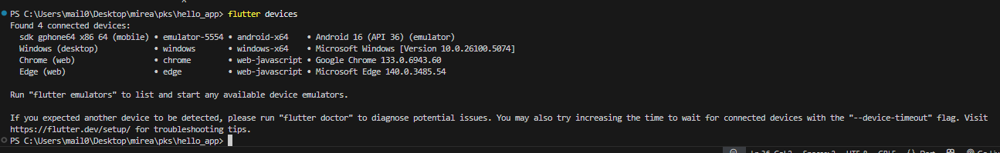 PS C:\Users\mail0\Desktop\mirea\pks\hello_app> flutter devices
Found 4 connected devices:
  sdk gphone64 x86 64 (mobile) • emulator-5554 • android-x64    • Android 16 (API 36) (emulator)
  Windows (desktop)            • windows       • windows-x64    • Microsoft Windows [Version 10.0.26100.5074]
  Chrome (web)                 • chrome        • web-javascript • Google Chrome 133.0.6943.60
  Edge (web)                   • edge          • web-javascript • Microsoft Edge 140.0.3485.54
Run "flutter emulators" to list and start any available device emulators.
If you expected another device to be detected, please run "flutter doctor" to diagnose potential issues. You may also try increasing the time to wait for connected devices with the "--device-timeout" flag. Visit
https://flutter.dev/setup/ for troubleshooting tips.
PS C:\Users\mail0\Desktop\mirea\pks\hello_app>